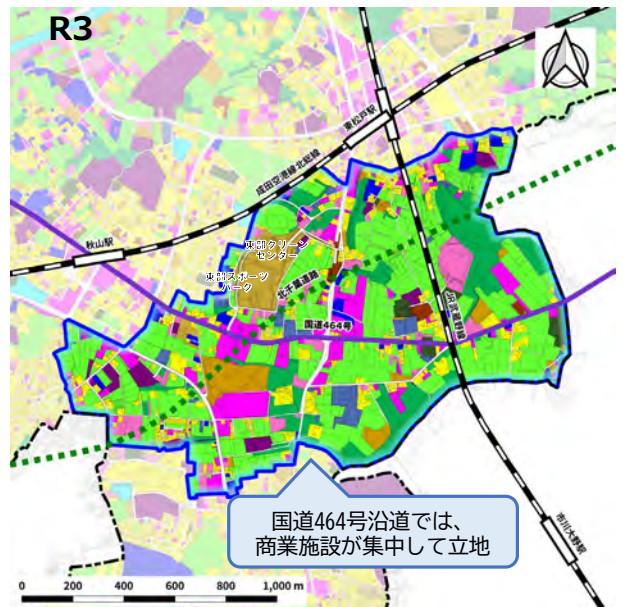 R3
東松戸駅
成田空港線北総線
秋山駅
東部クリーン
センター
東部スポーツ
パーク
北千葉道路
国道464号
JR武蔵野線
市川大野駅
国道464号沿道では、
商業施設が集中して立地
0 200 400 600 800 1,000 m